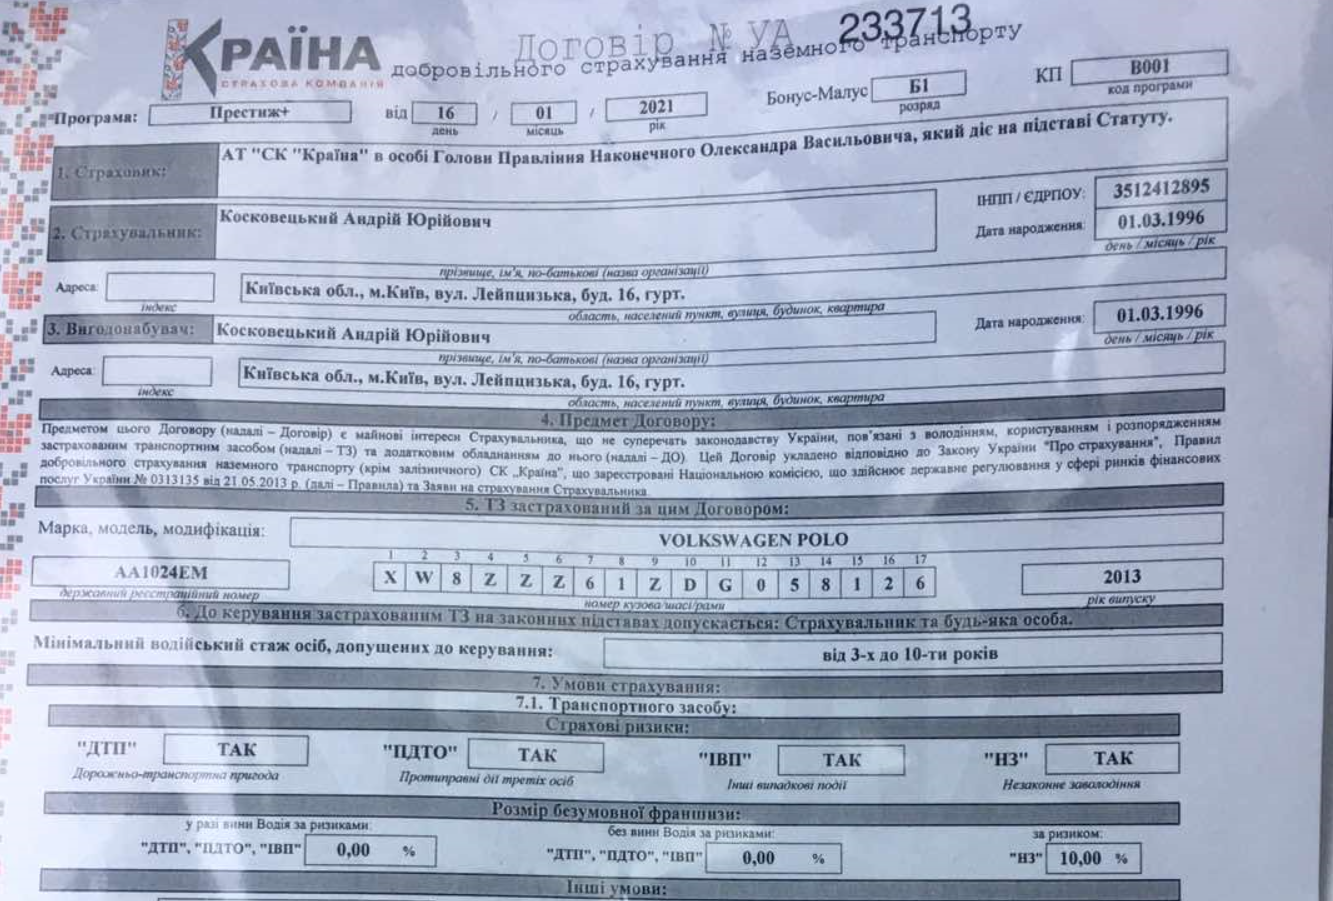 КРАЇНА
СТРАХОВА КОМПАНІЯ
Договір № УА 233713
добровільного страхування наземного транспорту
Програма: Престиж+ від 16 / 01 / 2021 Бонус-Малус Б1 КП В001
день місяць рік розряд код програми
1. Страховик: АТ "СК "Країна" в особі Голови Правління Наконечного Олександра Васильовича, який діє на підставі Статуту.
2. Страхувальник: Косковецький Андрій Юрійович ІНПП / ЄДРПОУ: 3512412895
Дата народження: 01.03.1996
прізвище, ім'я, по-батькові (назва організації) день / місяць / рік
Адреса: Київська обл., м.Київ, вул. Лейпцизька, буд. 16, гурт.
індекс область, населений пункт, вулиця, будинок, квартира
3. Вигодонабувач: Косковецький Андрій Юрійович Дата народження: 01.03.1996
прізвище, ім'я, по-батькові (назва організації) день / місяць / рік
Адреса: Київська обл., м.Київ, вул. Лейпцизька, буд. 16, гурт.
індекс область, населений пункт, вулиця, будинок, квартира
4. Предмет Договору:
Предметом цього Договору (надалі – Договір) є майнові інтереси Страхувальника, що не суперечать законодавству України, пов'язані з володінням, користуванням і розпорядженням
застрахованим транспортним засобом (надалі – ТЗ) та додатковим обладнанням до нього (надалі – ДО). Цей Договір укладено відповідно до Закону України "Про страхування", Правил
добровільного страхування наземного транспорту (крім залізничного) СК „Країна", що зареєстровані Національною комісією, що здійснює державне регулювання у сфері ринків фінансових
послуг України № 0313135 від 21.05.2013 р. (далі – Правила) та Заяви на страхування Страхувальника.
5. ТЗ застрахований за цим Договором:
Марка, модель, модифікація: VOLKSWAGEN POLO
1 2 3 4 5 6 7 8 9 10 11 12 13 14 15 16 17
АА1024ЕМ X W 8 Z Z Z 6 1 Z D G 0 5 8 1 2 6 2013
державний реєстраційний номер номер кузова/шасі/рами рік випуску
6. До керування застрахованим ТЗ на законних підставах допускається: Страхувальник та будь-яка особа.
Мінімальний водійський стаж осіб, допущених до керування: від 3-х до 10-ти років
7. Умови страхування:
7.1. Транспортного засобу:
Страхові ризики:
"ДТП" ТАК "ПДТО" ТАК "ІВП" ТАК "НЗ" ТАК
Дорожньо-транспортна пригода Протиправні дії третіх осіб Інші випадкові події Незаконне заволодіння
Розмір безумовної франшизи:
у разі вини Водія за ризиками: без вини Водія за ризиками: за ризиком:
"ДТП", "ПДТО", "ІВП" 0,00 % "ДТП", "ПДТО", "ІВП" 0,00 % "НЗ" 10,00 %
Інші умови: